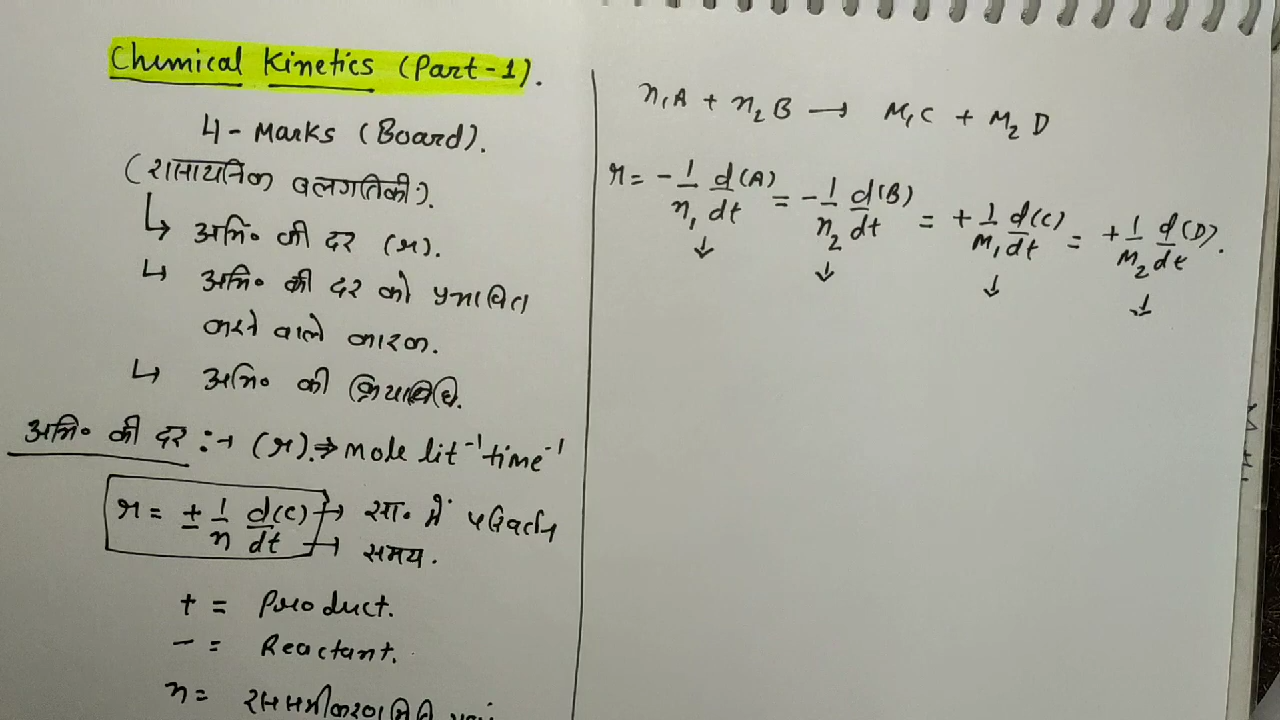 Chemical Kinetics (Part-1).
4-Marks (Board).
(रासायनिक बलगतिकी).
↳ अभि० की दर (r).
↳ अभि० की दर को प्रभावित
करने वाले कारक.
↳ अभि० की क्रियाविधि.
अभि० की दर :→ (r). ⇒ mole lit⁻¹ time⁻¹
r = ± 1/n d(c)/dt → सा० में परिवर्तन
→ समय.
+ = Product.
− = Reactant.
n =
n₁A + n₂B ⟶ M₁C + M₂D
r = −1/n₁ d(A)/dt = −1/n₂ d(B)/dt = +1/M₁ d(C)/dt = +1/M₂ d(D)/dt.
↓ ↓ ↓ ↓